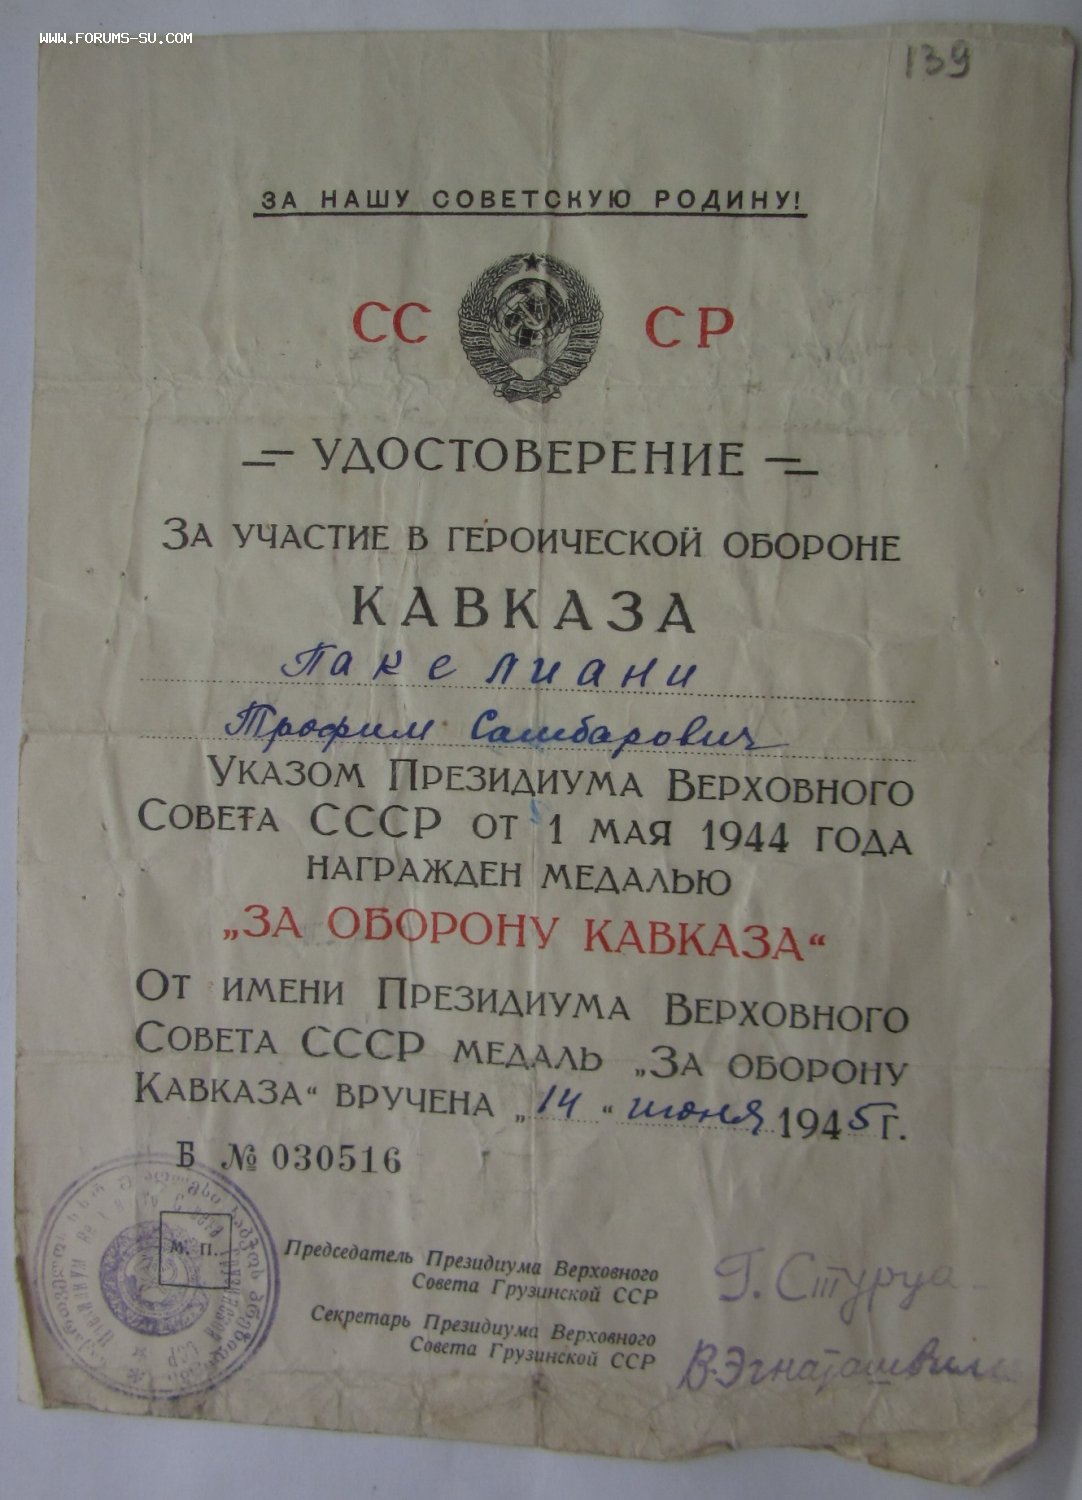 WWW.FORUMS-SU.COM
139
ЗА НАШУ СОВЕТСКУЮ РОДИНУ!
СС СР
УДОСТОВЕРЕНИЕ
ЗА УЧАСТИЕ В ГЕРОИЧЕСКОЙ ОБОРОНЕ
КАВКАЗА
Пакелиани
Трофим Самбарович
УКАЗОМ ПРЕЗИДИУМА ВЕРХОВНОГО
СОВЕТА СССР ОТ 1 МАЯ 1944 ГОДА
НАГРАЖДЕН МЕДАЛЬЮ
„ЗА ОБОРОНУ КАВКАЗА“
ОТ ИМЕНИ ПРЕЗИДИУМА ВЕРХОВНОГО
СОВЕТА СССР МЕДАЛЬ „ЗА ОБОРОНУ
КАВКАЗА“ ВРУЧЕНА „14“ июня 1945 г.
Б № 030516
М. П.
Председатель Президиума Верховного
Совета Грузинской ССР
Г. Стуруа
Секретарь Президиума Верховного
Совета Грузинской ССР
В. Эгнаташвили